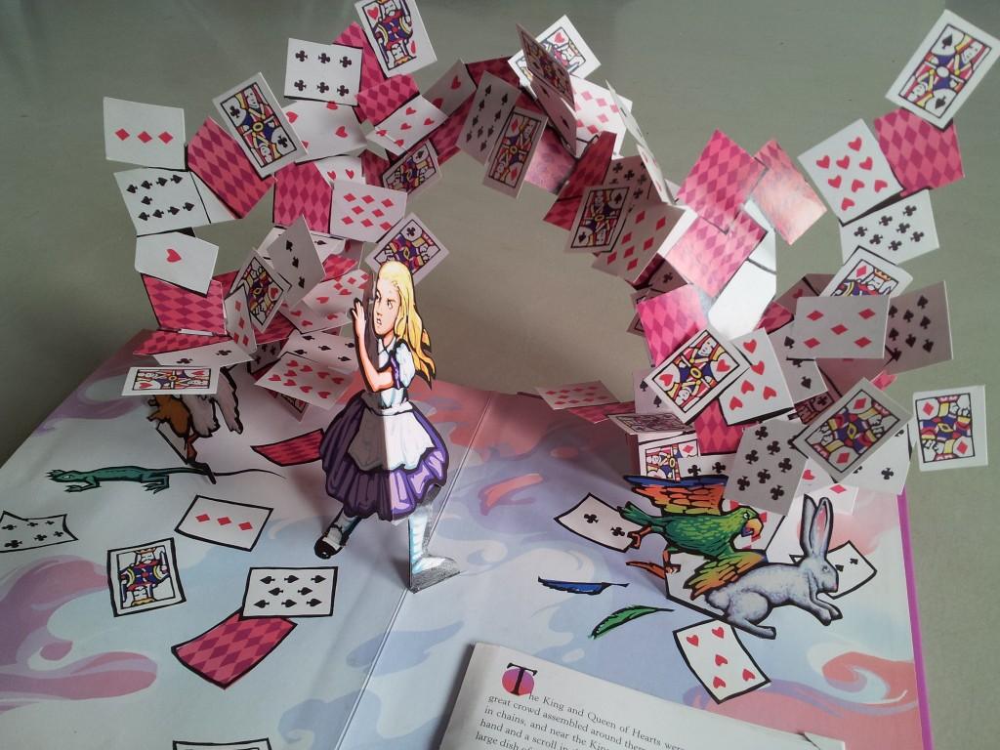 The King and Queen of Hearts were
great crowd assembled around them
in chains, and near the King
hand and a scroll in
large dish of